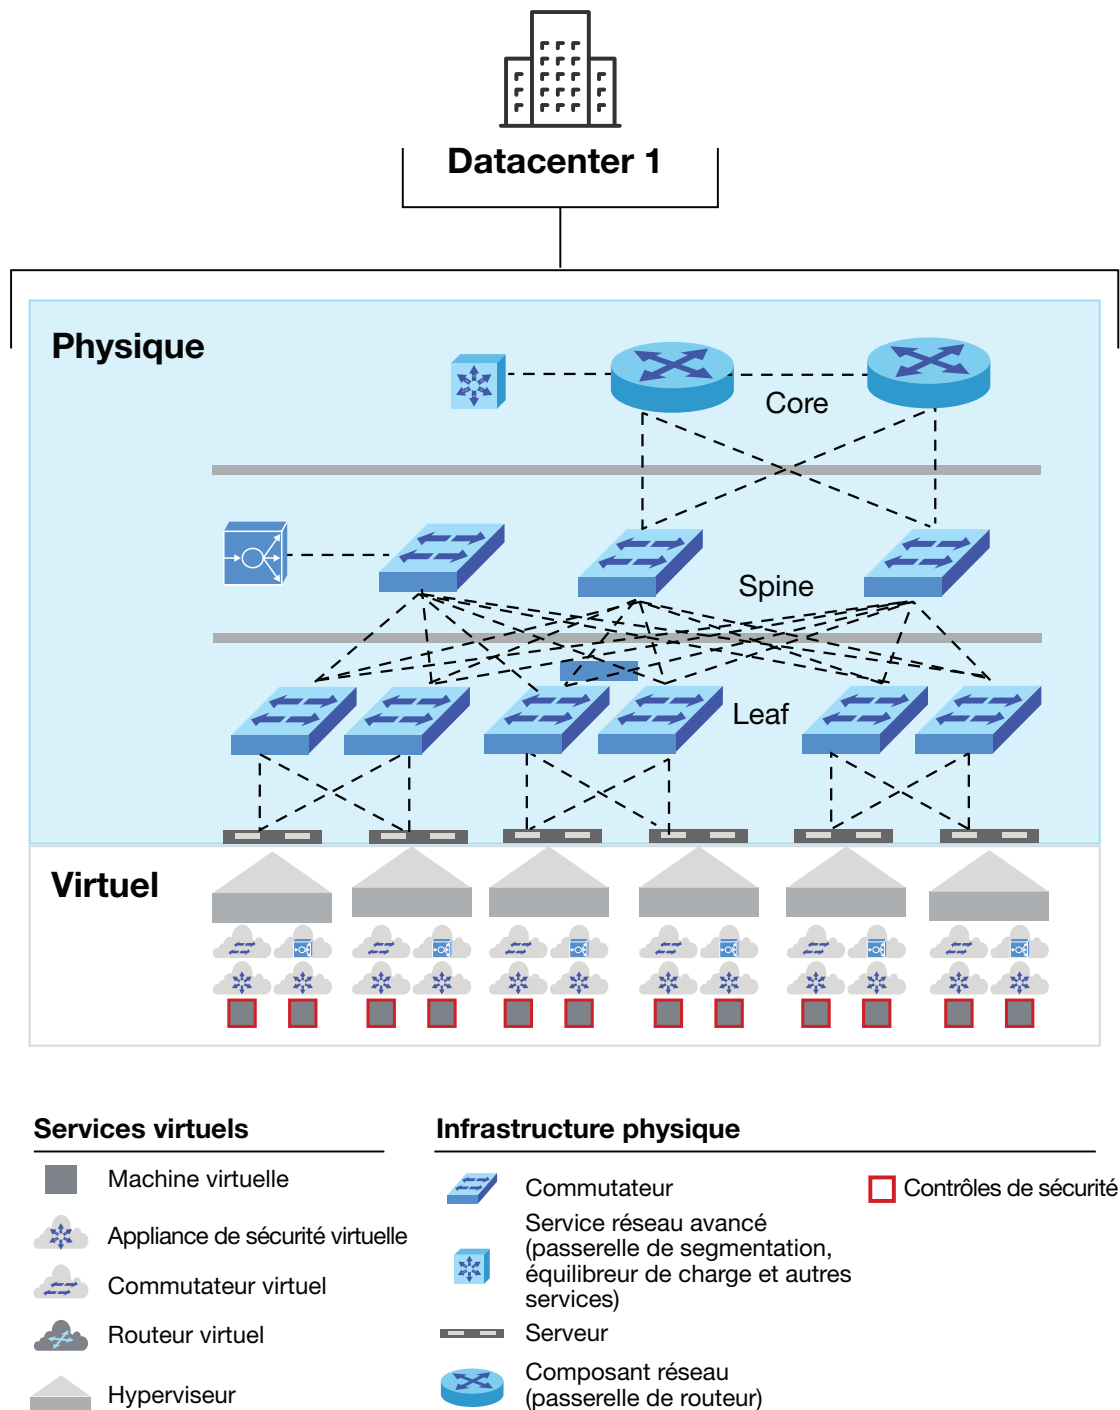 Datacenter 1
Physique
Core
Spine
Leaf
Virtuel
Services virtuels
Machine virtuelle
Appliance de sécurité virtuelle
Commutateur virtuel
Routeur virtuel
Hyperviseur
Infrastructure physique
Commutateur
Service réseau avancé
(passerelle de segmentation,
équilibreur de charge et autres
services)
Serveur
Composant réseau
(passerelle de routeur)
Contrôles de sécurité